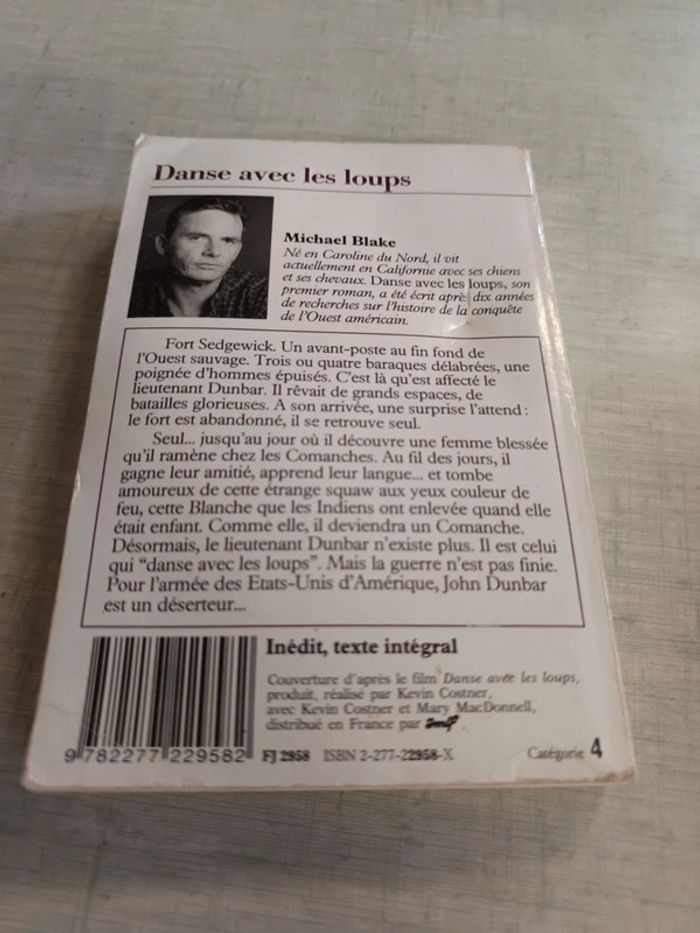 Danse avec les loups
Michael Blake
Né en Caroline du Nord, il vit
actuellement en Californie avec ses chiens
et ses chevaux. Danse avec les loups, son
premier roman, a été écrit après dix années
de recherches sur l'histoire de la conquête
de l'Ouest américain.
Fort Sedgewick. Un avant-poste au fin fond de
l'Ouest sauvage. Trois ou quatre baraques délabrées, une
poignée d'hommes épuisés. C'est là qu'est affecté le
lieutenant Dunbar. Il rêvait de grands espaces, de
batailles glorieuses. A son arrivée, une surprise l'attend :
le fort est abandonné, il se retrouve seul.
Seul... jusqu'au jour où il découvre une femme blessée
qu'il ramène chez les Comanches. Au fil des jours, il
gagne leur amitié, apprend leur langue... et tombe
amoureux de cette étrange squaw aux yeux couleur de
feu, cette Blanche que les Indiens ont enlevée quand elle
était enfant. Comme elle, il deviendra un Comanche.
Désormais, le lieutenant Dunbar n'existe plus. Il est celui
qui "danse avec les loups". Mais la guerre n'est pas finie.
Pour l'armée des Etats-Unis d'Amérique, John Dunbar
est un déserteur...
Inédit, texte intégral
Couverture d'après le film Danse avec les loups,
produit, réalisé par Kevin Costner,
avec Kevin Costner et Mary MacDonnell,
distribué en France par
9 782277 229582 FJ 2958 ISBN 2-277-22958-X Catégorie 4